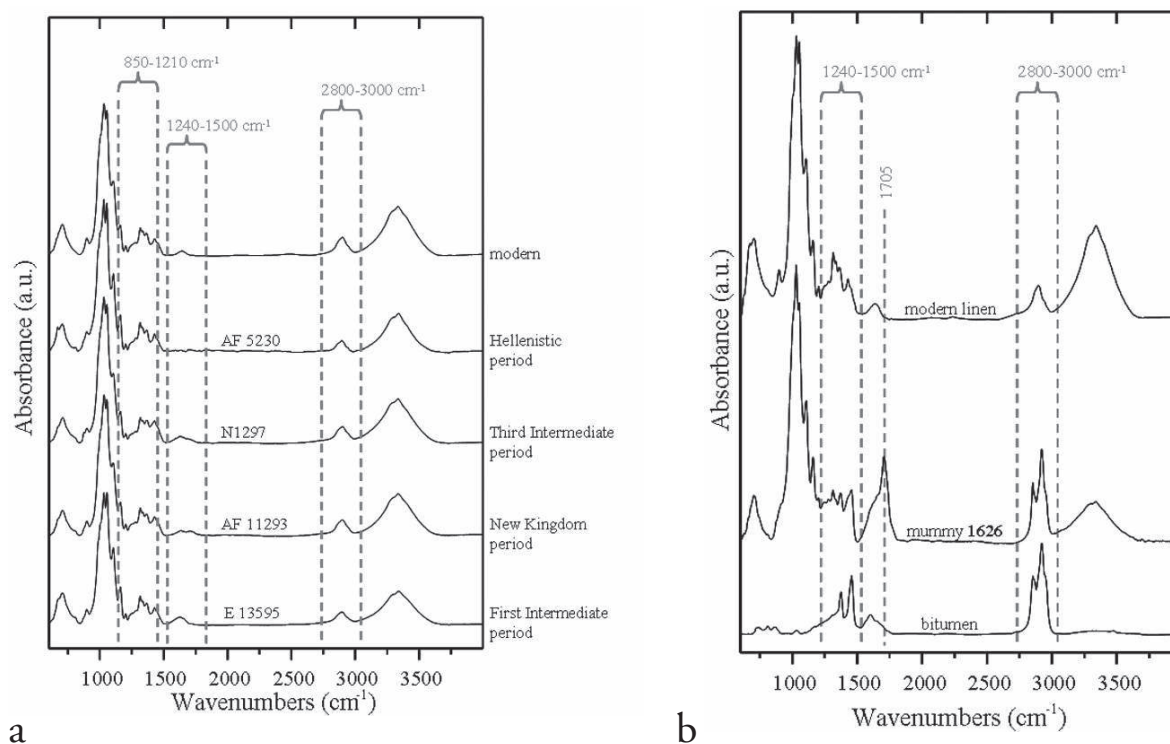 850-1210 cm⁻¹
2800-3000 cm⁻¹
1240-1500 cm⁻¹
modern
AF 5230
Hellenistic
period
N1297
Third Intermediate
period
AF 11293
New Kingdom
period
E 13595
First Intermediate
period
Absorbance (a.u.)
1000 1500 2000 2500 3000 3500
Wavenumbers (cm⁻¹)
a
1240-1500 cm⁻¹
2800-3000 cm⁻¹
1705
modern linen
mummy 1626
bitumen
Absorbance (a.u.)
1000 1500 2000 2500 3000 3500
Wavenumbers (cm⁻¹)
b